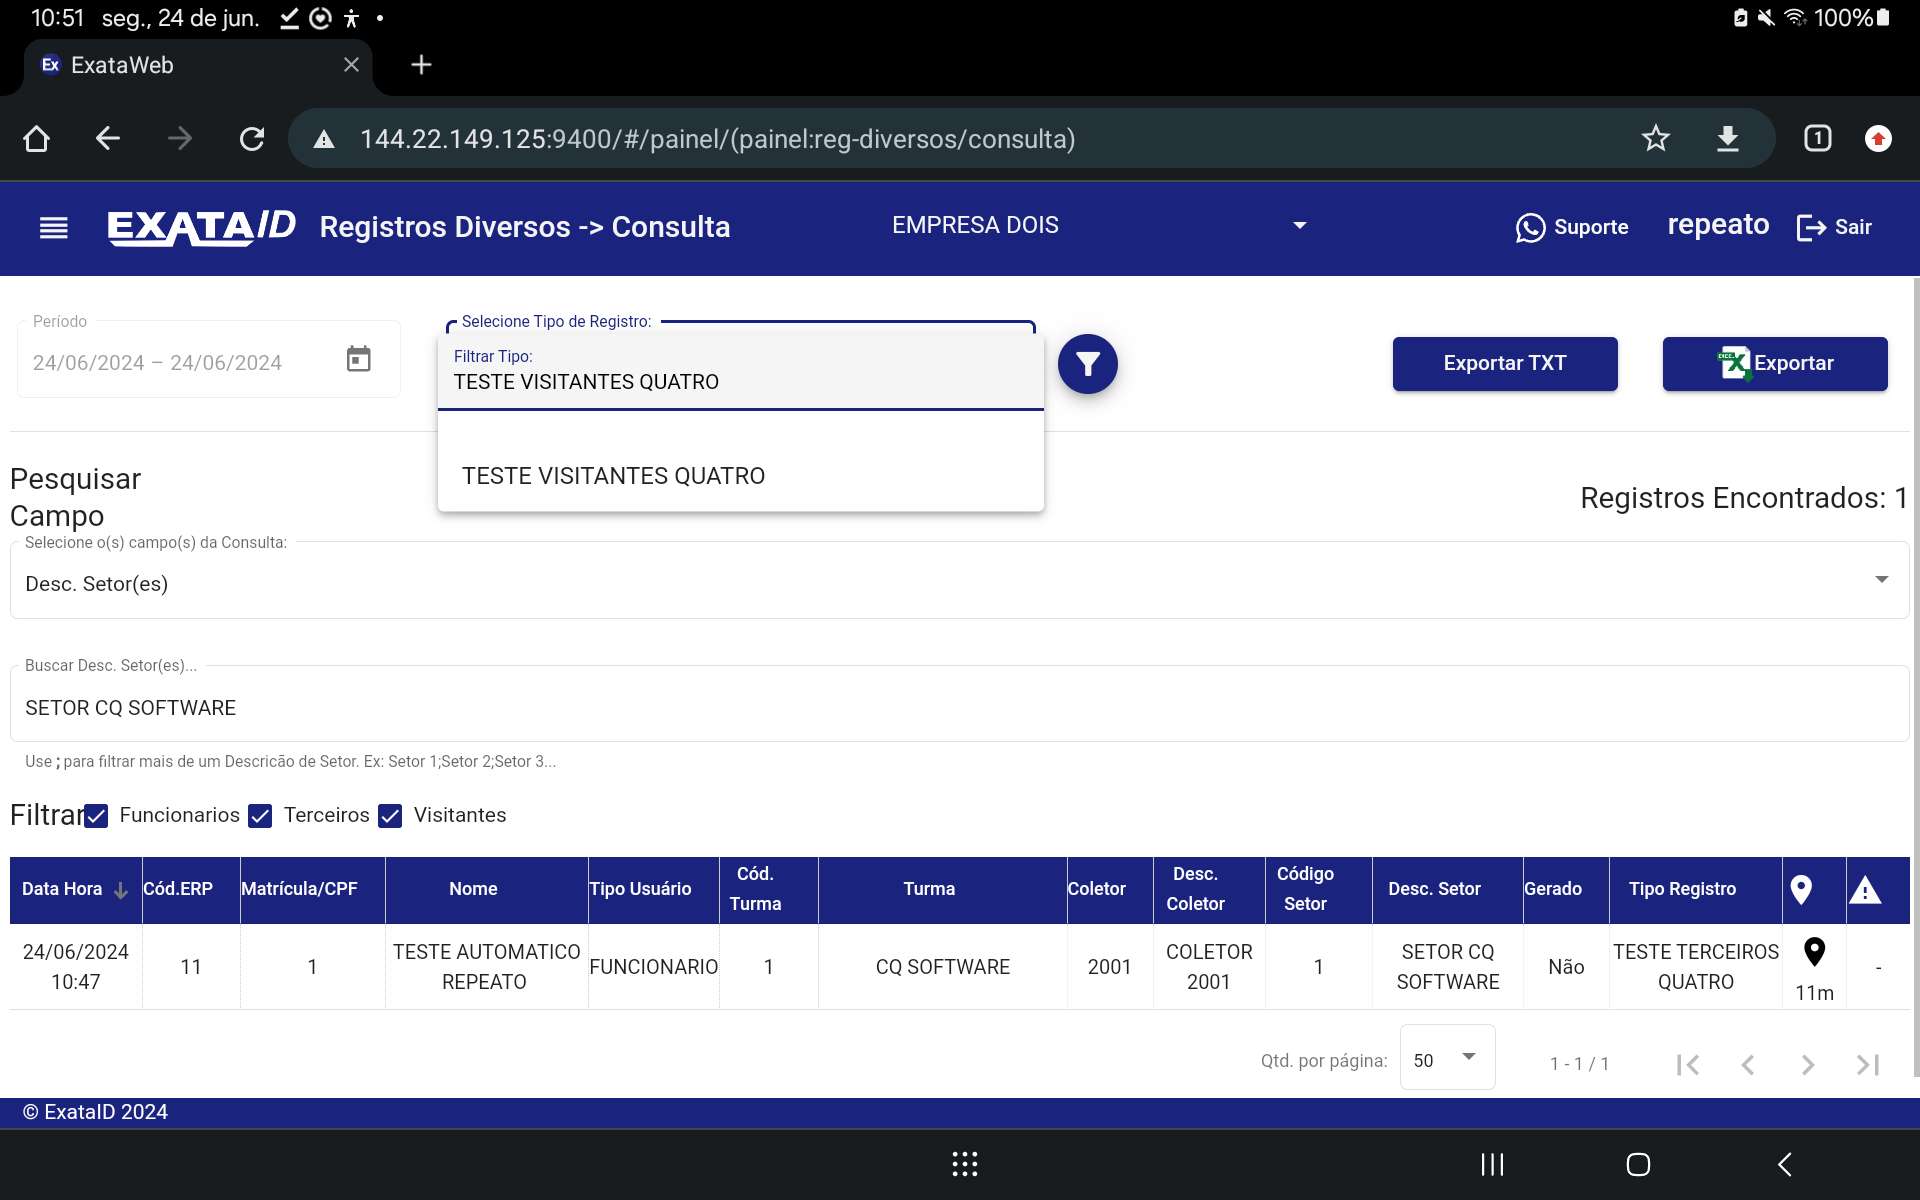 10:51 seg., 24 de jun.
100%
Ex ExataWeb
144.22.149.125:9400/#/painel/(painel:reg-diversos/consulta)
1
EXATA ID Registros Diversos -> Consulta
EMPRESA DOIS
Suporte
repeato
Sair
Período
24/06/2024 – 24/06/2024
Selecione Tipo de Registro:
Filtrar Tipo:
TESTE VISITANTES QUATRO
TESTE VISITANTES QUATRO
Exportar TXT
Exportar
Pesquisar
Campo
Registros Encontrados: 1
Selecione o(s) campo(s) da Consulta:
Desc. Setor(es)
Buscar Desc. Setor(es)...
SETOR CQ SOFTWARE
Use ; para filtrar mais de um Descricão de Setor. Ex: Setor 1;Setor 2;Setor 3...
Filtrar Funcionarios Terceiros Visitantes
Data Hora Cód.ERP Matrícula/CPF Nome Tipo Usuário Cód. Turma Turma Coletor Desc. Coletor Código Setor Desc. Setor Gerado Tipo Registro
24/06/2024 10:47 11 1 TESTE AUTOMATICO REPEATO FUNCIONARIO 1 CQ SOFTWARE 2001 COLETOR 2001 1 SETOR CQ SOFTWARE Não TESTE TERCEIROS QUATRO 11m -
Qtd. por página: 50 1 - 1 / 1
© ExataID 2024